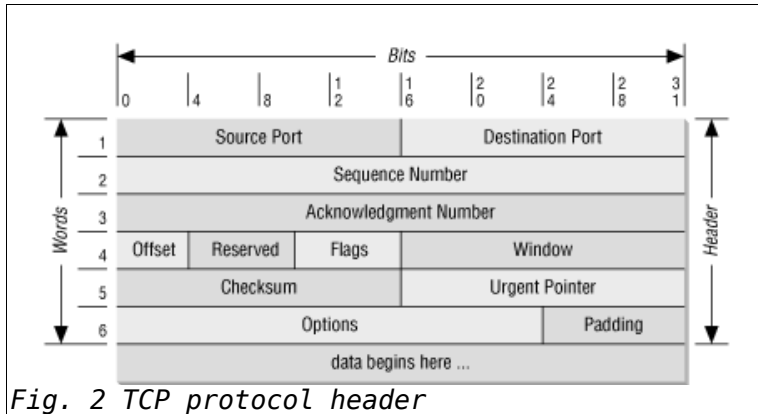 Bits
0 4 8 12 16 20 24 28 31
Words
Header
1 Source Port Destination Port
2 Sequence Number
3 Acknowledgment Number
4 Offset Reserved Flags Window
5 Checksum Urgent Pointer
6 Options Padding
data begins here ...
Fig. 2 TCP protocol header